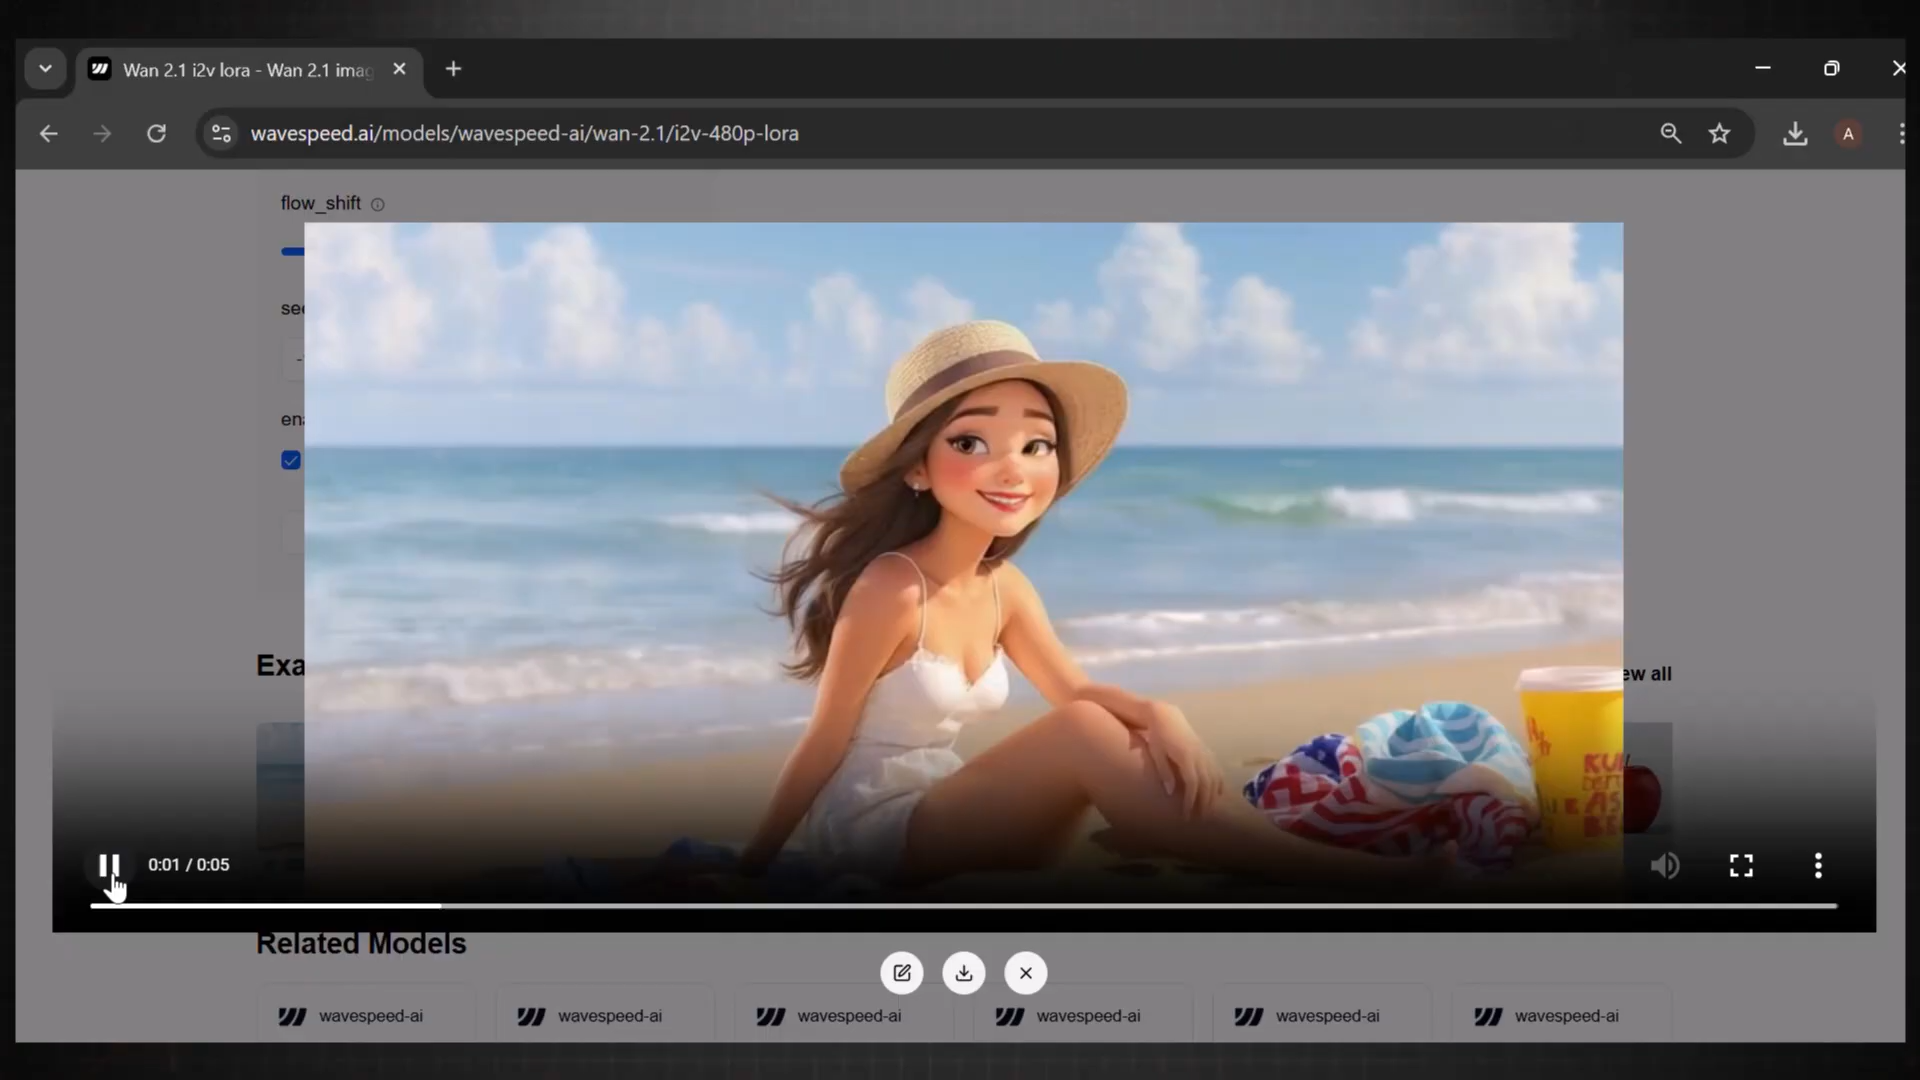 Wan 2.1 i2v lora - Wan 2.1 imag
wavespeed.ai/models/wavespeed-ai/wan-2.1/i2v-480p-lora
A
flow_shift
see
ena
Exa
ew all
0:01 / 0:05
Related Models
wavespeed-ai
wavespeed-ai
wavespeed-ai
wavespeed-ai
wavespeed-ai
wavespeed-ai